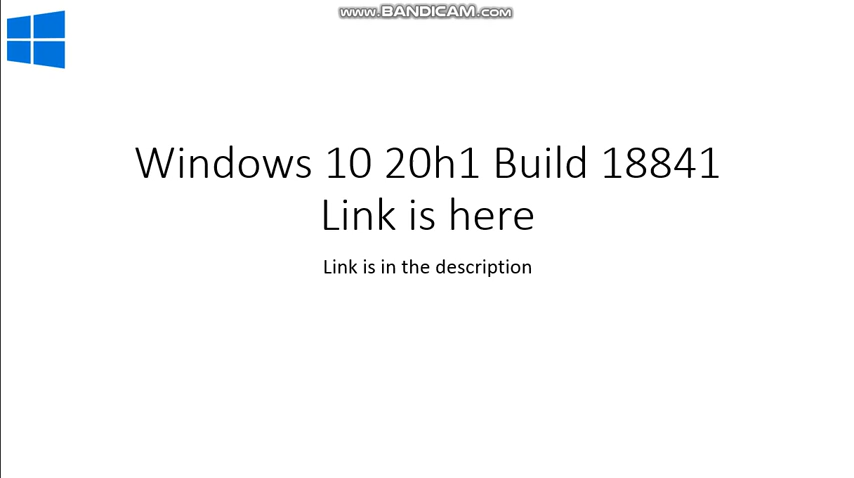 www.BANDICAM.com
Windows 10 20h1 Build 18841
Link is here
Link is in the description